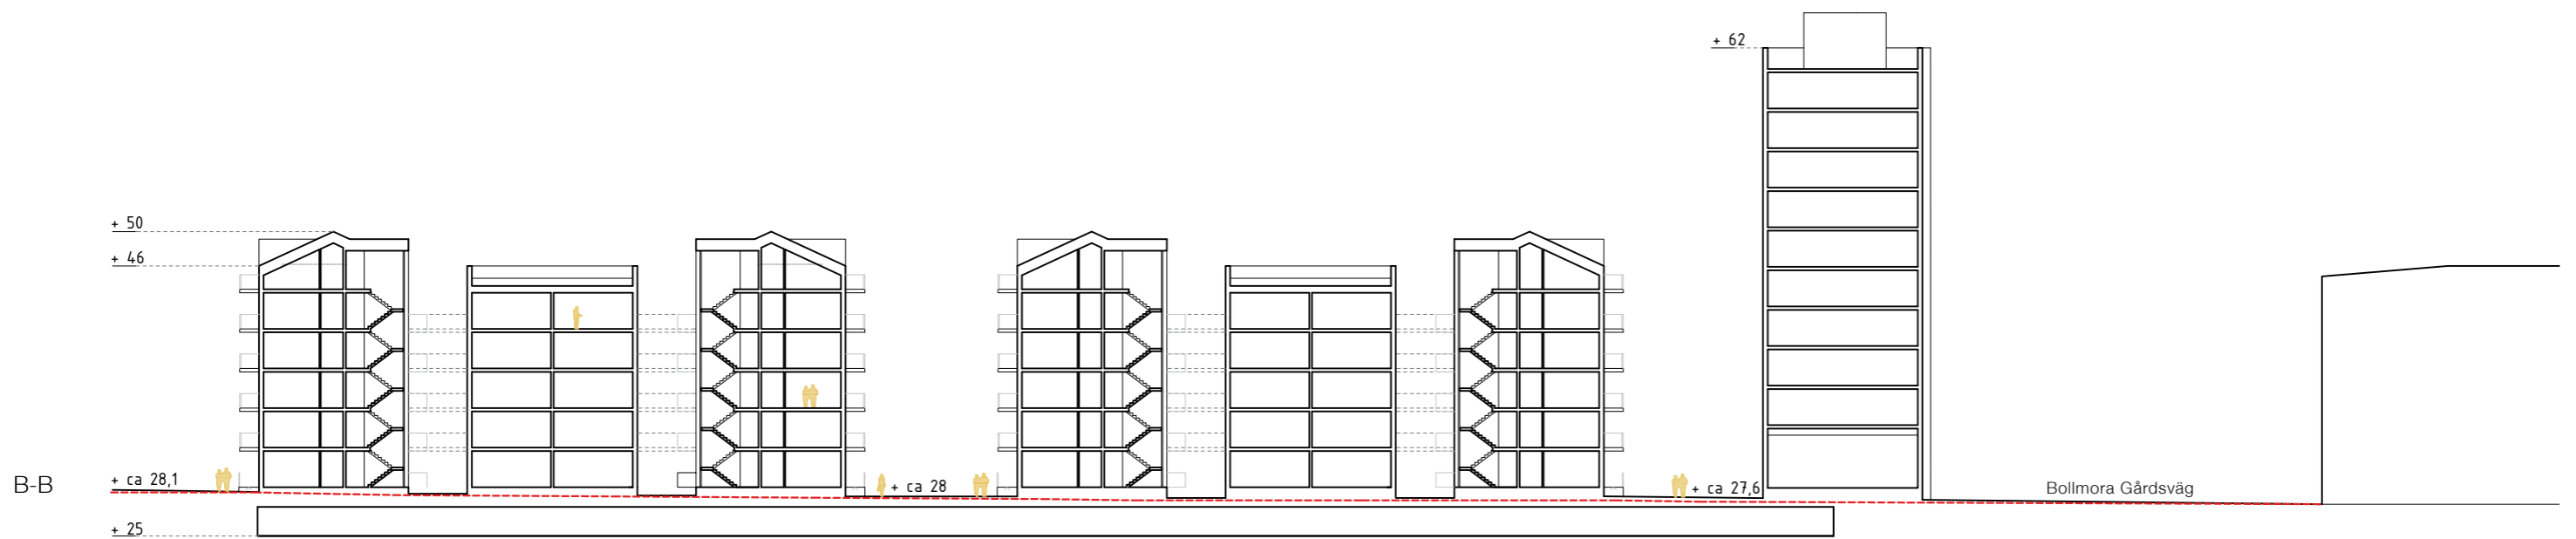 + 62
+ 50
+ 46
B-B
+ ca 28,1
+ ca 28
+ ca 27,6
Bollmora Gårdsväg
+ 25